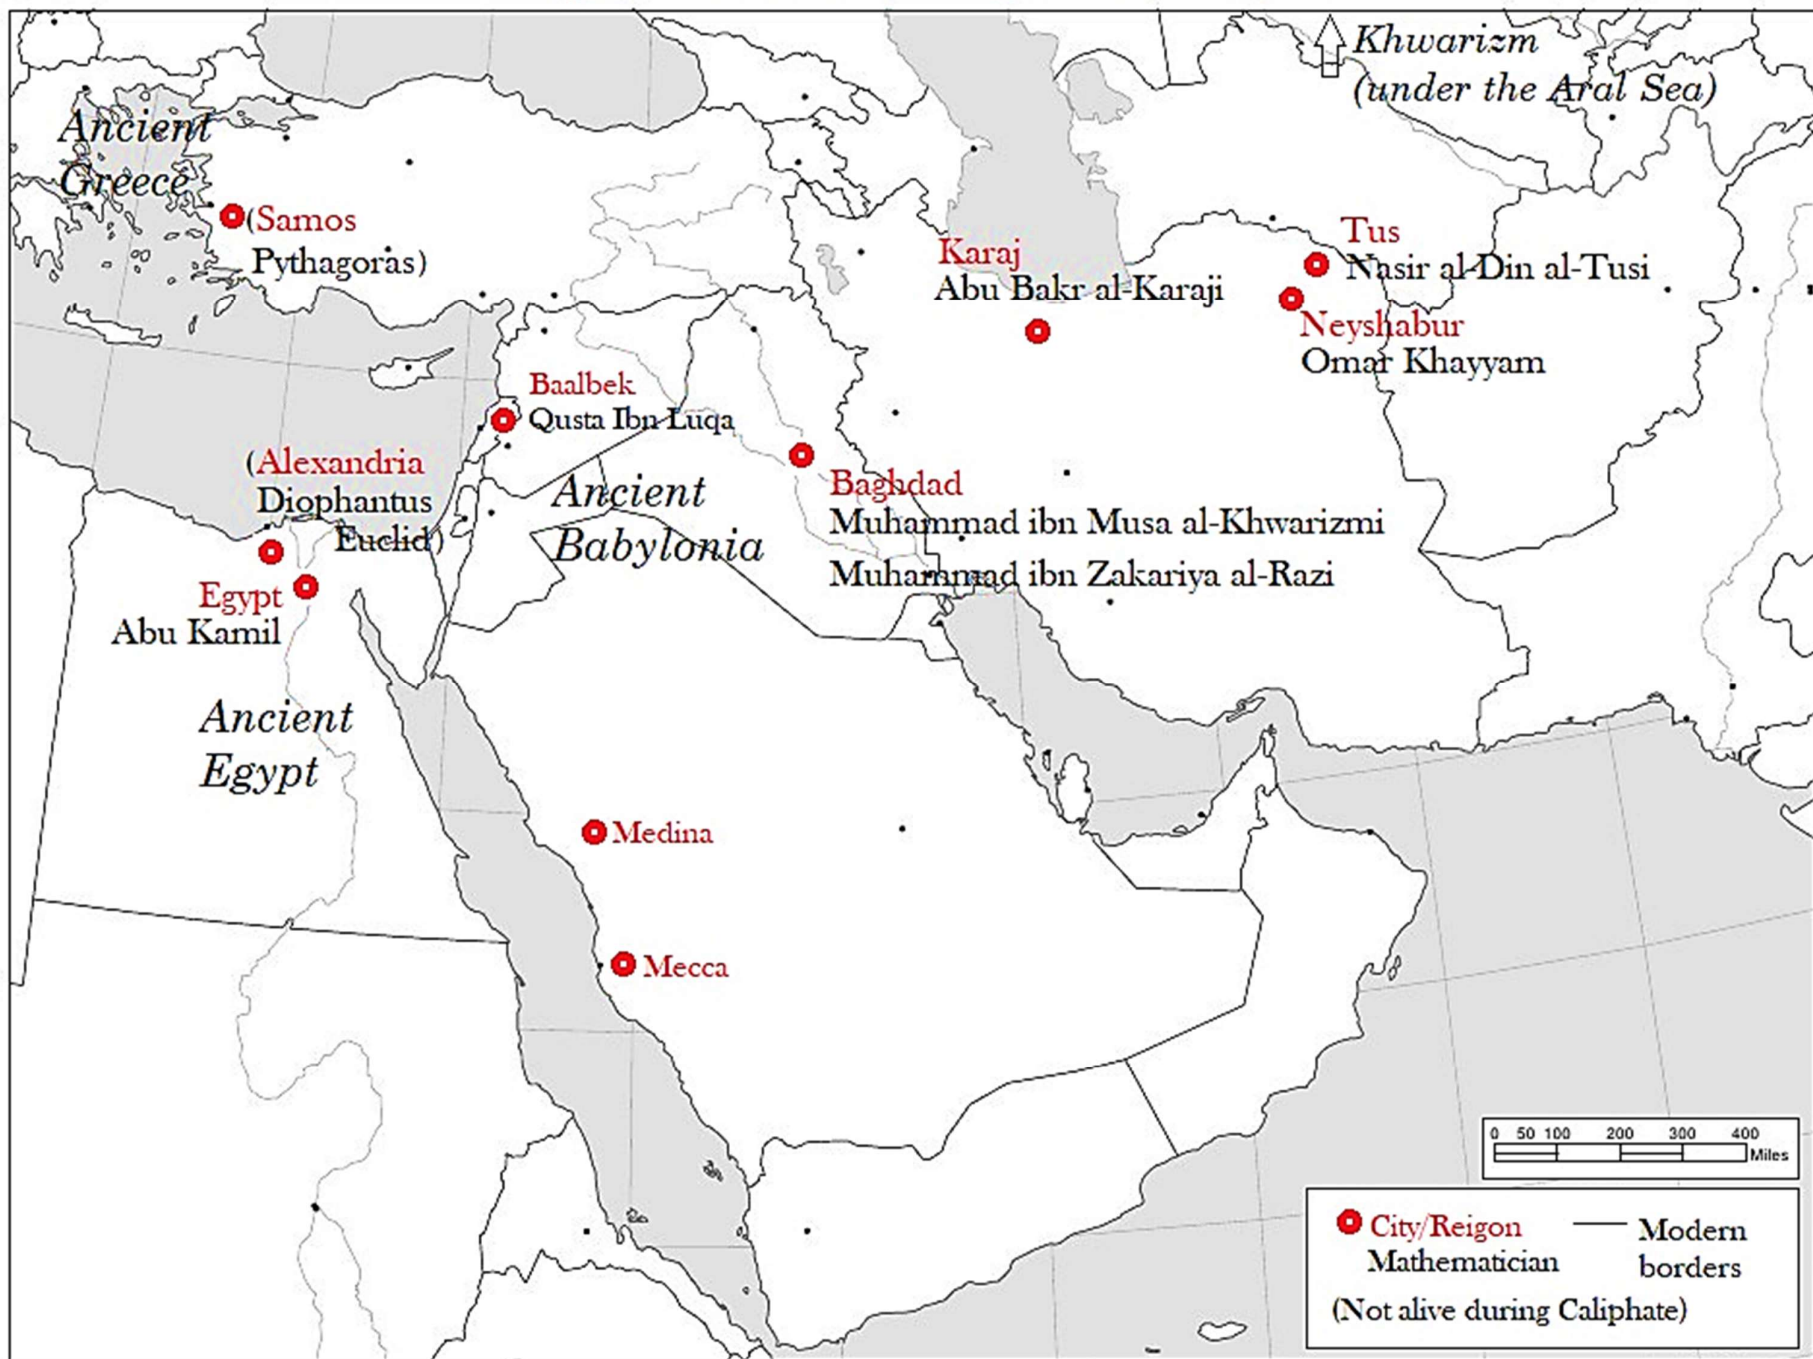 Khwarizm
(under the Aral Sea)
Ancient
Greece
(Samos
Pythagoras)
Tus
Nasir al-Din al-Tusi
Karaj
Abu Bakr al-Karaji
Neyshabur
Omar Khayyam
Baalbek
Qusta Ibn Luqa
(Alexandria
Diophantus
Euclid)
Ancient
Babylonia
Baghdad
Muhammad ibn Musa al-Khwarizmi
Muhammad ibn Zakariya al-Razi
Egypt
Abu Kamil
Ancient
Egypt
Medina
Mecca
0 50 100 200 300 400
Miles
City/Reigon
Mathematician
Modern
borders
(Not alive during Caliphate)